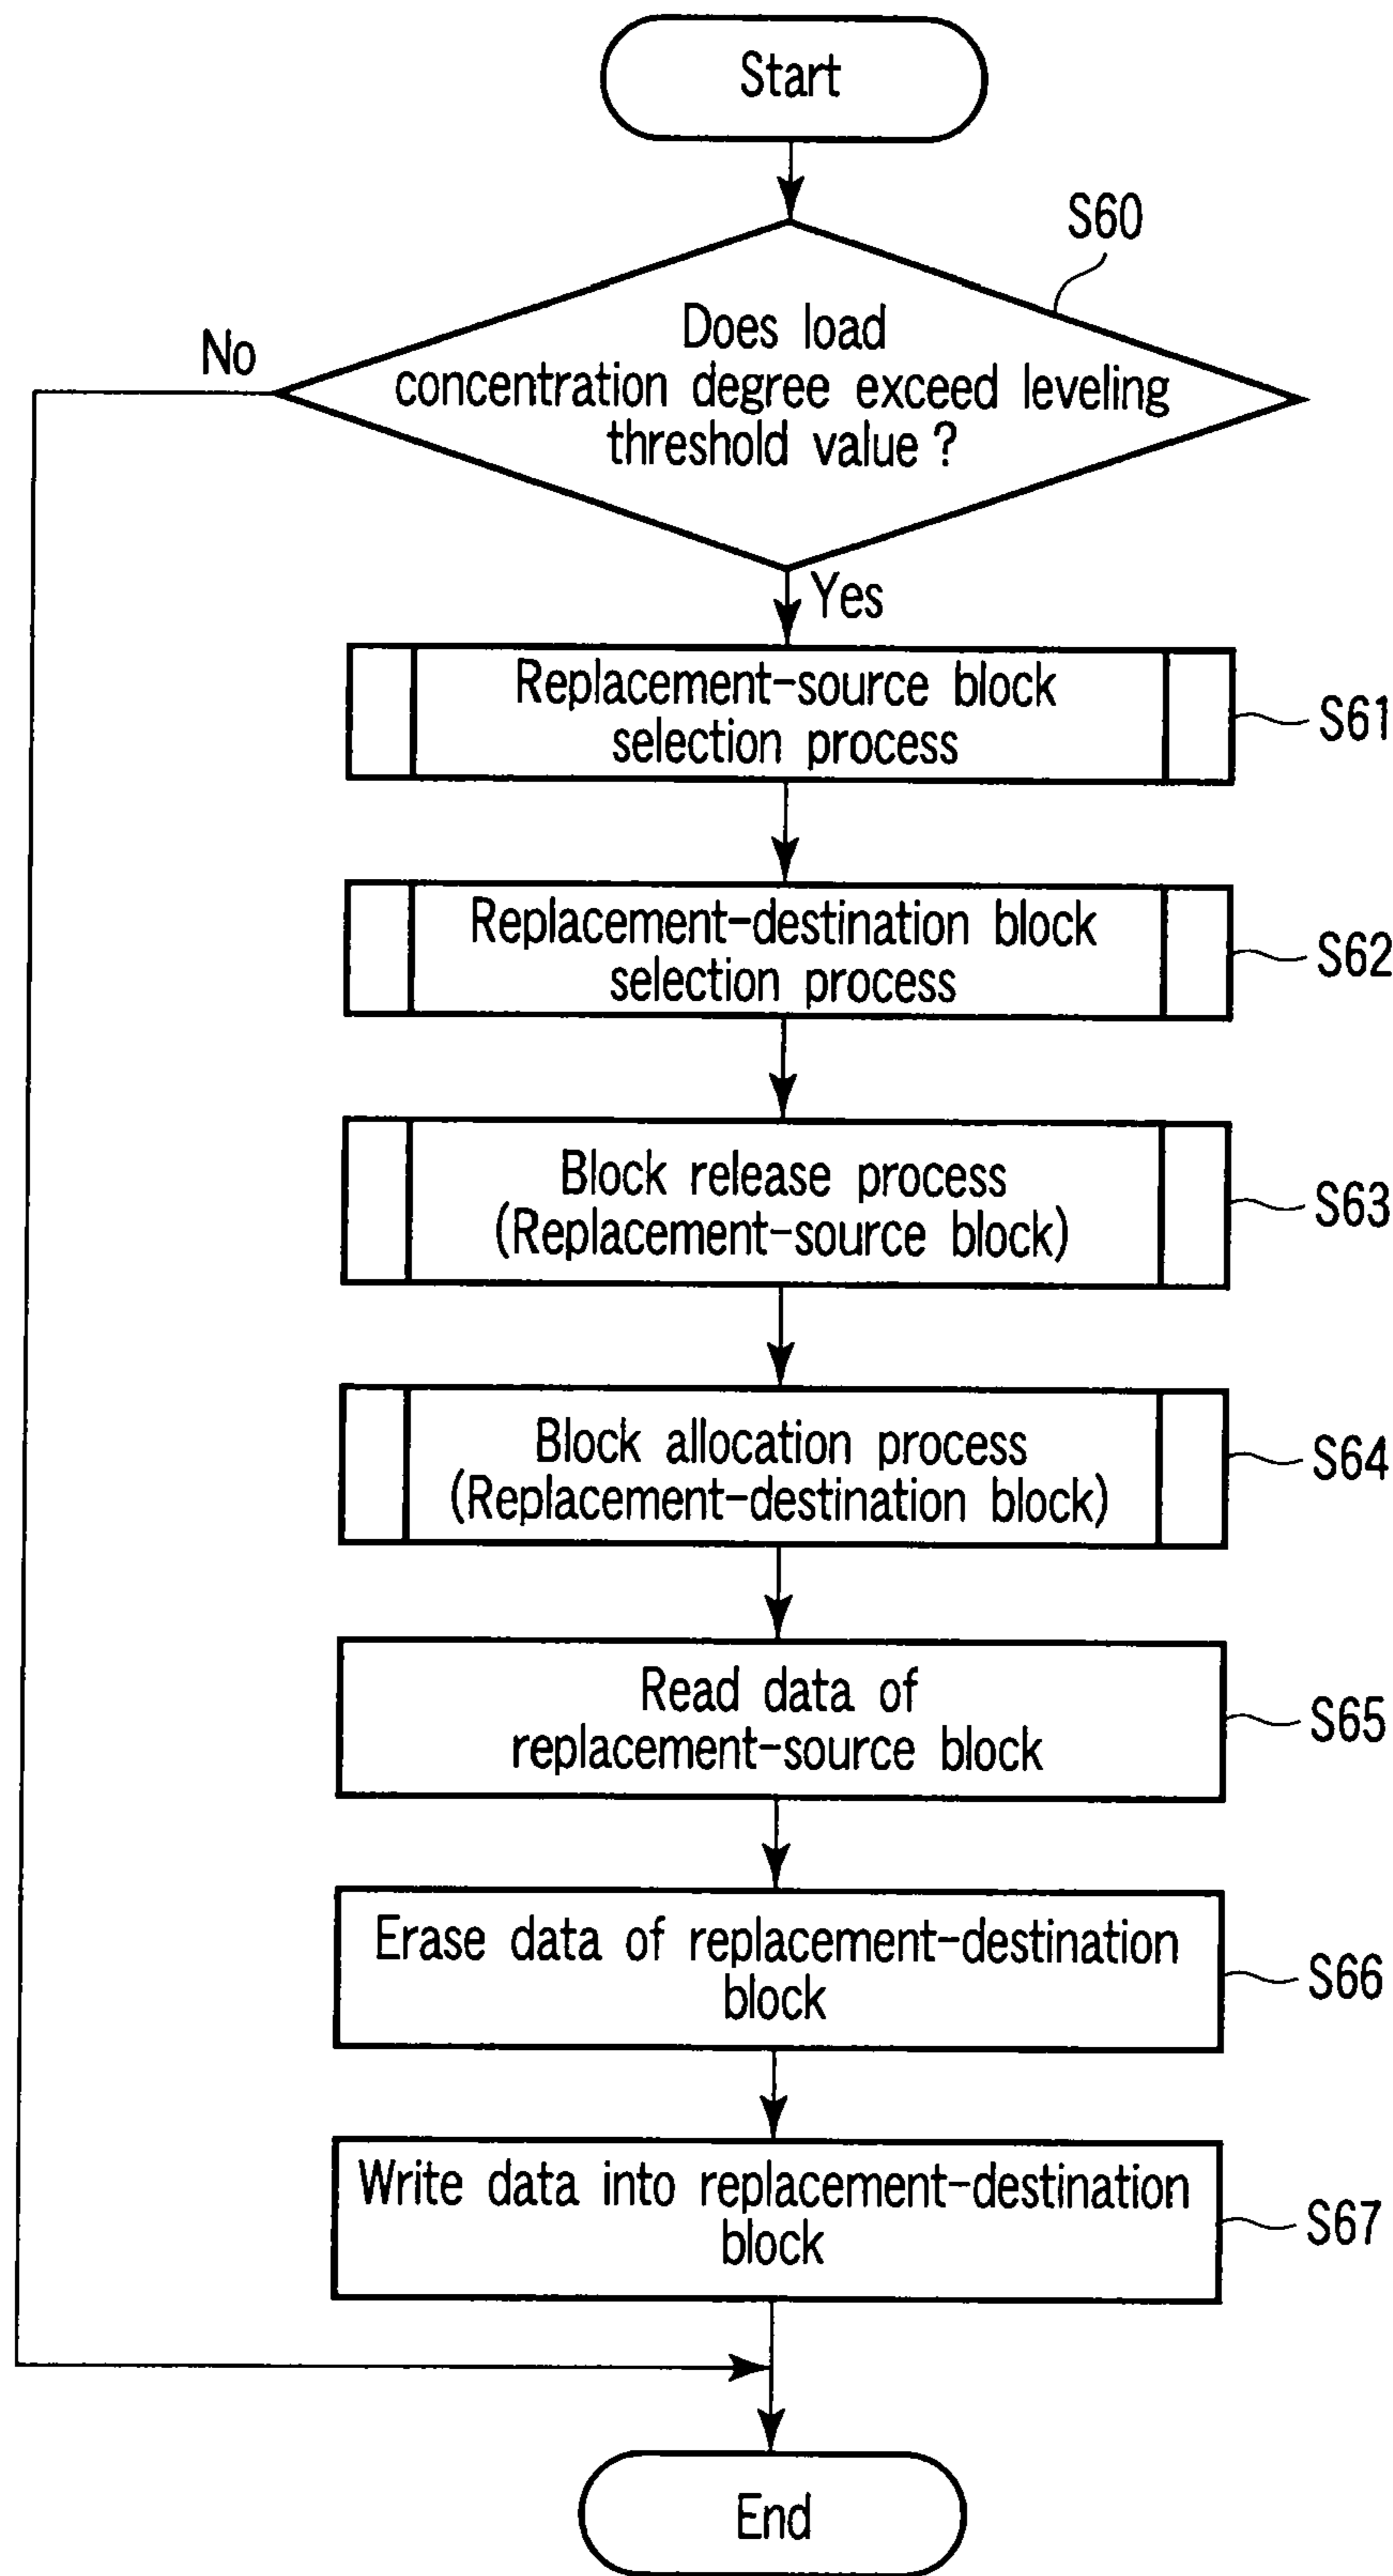 Start
S60
Does load
concentration degree exceed leveling
threshold value ?
No
Yes
Replacement-source block
selection process
S61
Replacement-destination block
selection process
S62
Block release process
(Replacement-source block)
S63
Block allocation process
(Replacement-destination block)
S64
Read data of
replacement-source block
S65
Erase data of replacement-destination
block
S66
Write data into replacement-destination
block
S67
End